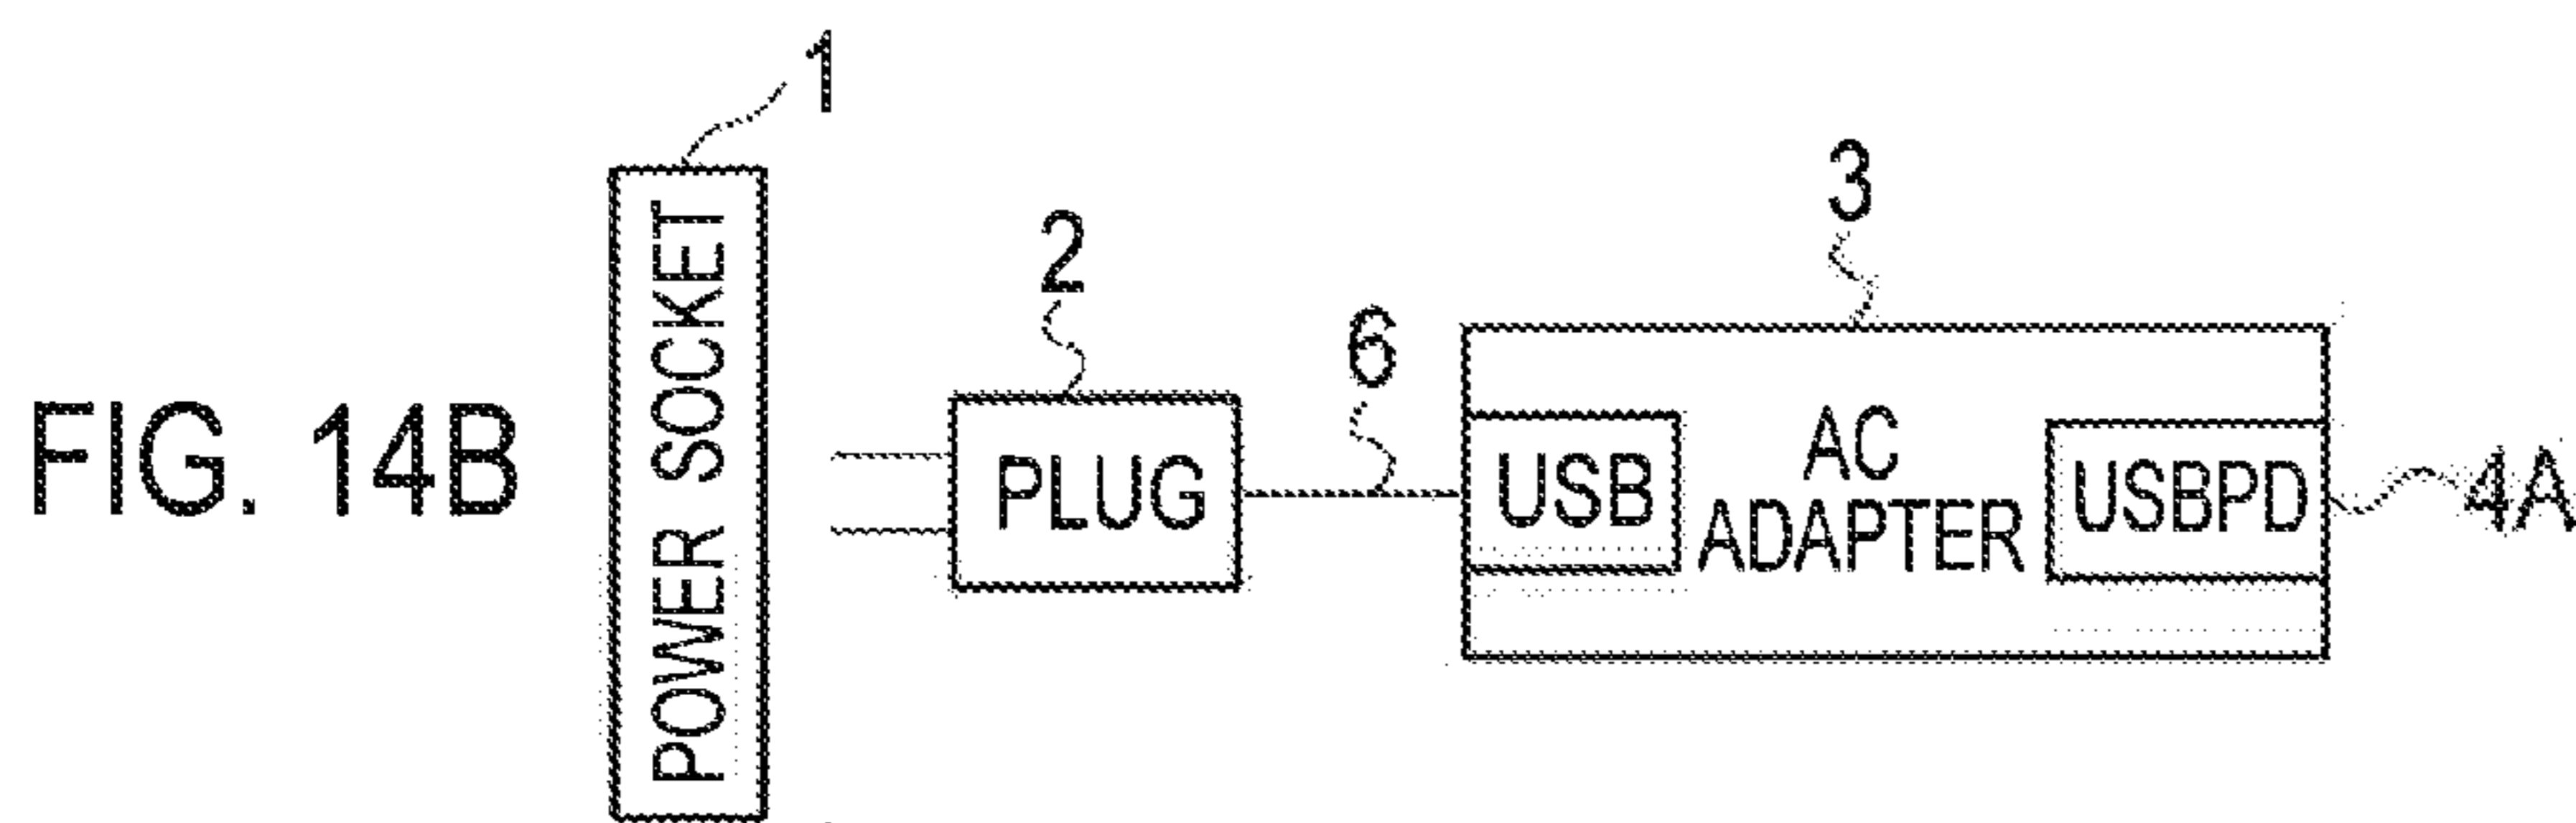 FIG. 14B
1
POWER SOCKET
2
PLUG
6
3
USB
AC
ADAPTER
USBPD
4A